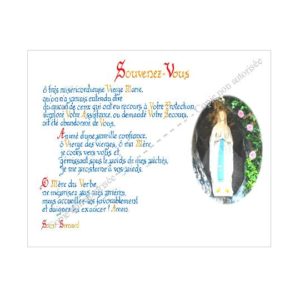 Souvenez-Vous
ô très miséricordieuse Vierge Marie,
qu'on n'a jamais entendu dire
qu'aucun de ceux qui ont eu recours à Votre Protection,
imploré Votre Assistance, ou demandé Votre Secours,
ait été abandonné de Vous.
Animé d'une pareille confiance,
ô Vierge des vierges, ô ma Mère,
je cours vers vous et
gémissant sous le poids de mes péchés,
je me prosterne à vos pieds.
O Mère du Verbe,
ne méprisez pas mes prières,
mais accueillez-les favorablement
et daignez les exaucer ! Amen.
Saint Bernard
non autorisée